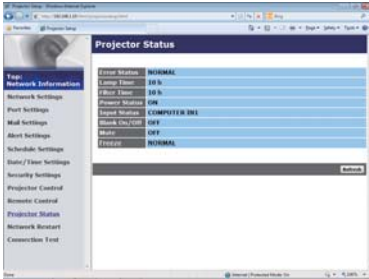 Projector Status
Top:
Network Information
Network Settings
Port Settings
Mail Settings
Alert Settings
Schedule Settings
Date/Time Settings
Security Settings
Projector Control
Remote Control
Projector Status
Network Restart
Connection Test
Error Status NORMAL
Lamp Time 10 h
Filter Time 10 h
Power Status ON
Input Status COMPUTER IN1
Blank On/Off OFF
Mute OFF
Freeze NORMAL
Refresh